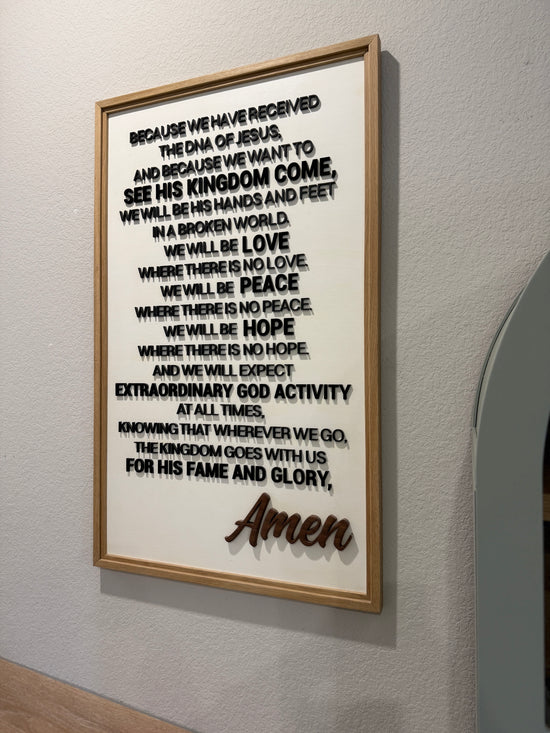 BECAUSE WE HAVE RECEIVED
THE DNA OF JESUS,
AND BECAUSE WE WANT TO
SEE HIS KINGDOM COME,
WE WILL BE HIS HANDS AND FEET
IN A BROKEN WORLD.
WE WILL BE LOVE
WHERE THERE IS NO LOVE.
WE WILL BE PEACE
WHERE THERE IS NO PEACE.
WE WILL BE HOPE
WHERE THERE IS NO HOPE.
AND WE WILL EXPECT
EXTRAORDINARY GOD ACTIVITY
AT ALL TIMES,
KNOWING THAT WHEREVER WE GO,
THE KINGDOM GOES WITH US
FOR HIS FAME AND GLORY,
Amen